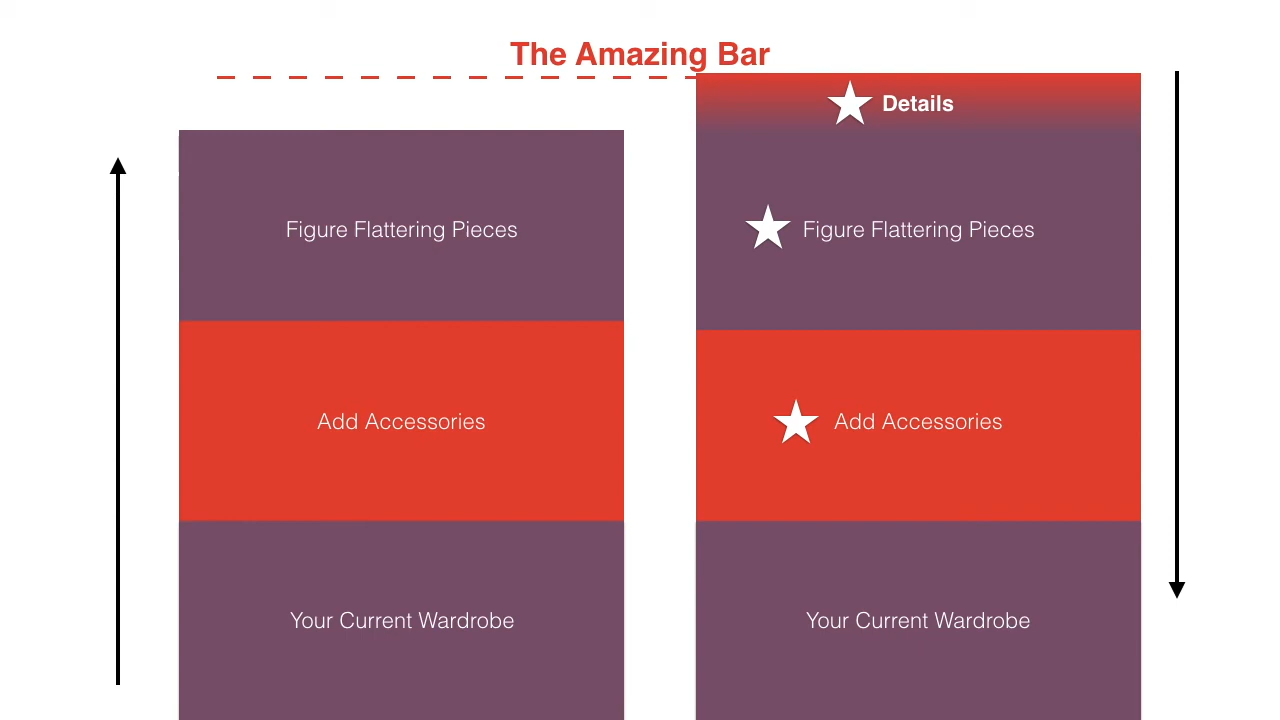 The Amazing Bar
Figure Flattering Pieces
Add Accessories
Your Current Wardrobe
Details
Figure Flattering Pieces
Add Accessories
Your Current Wardrobe